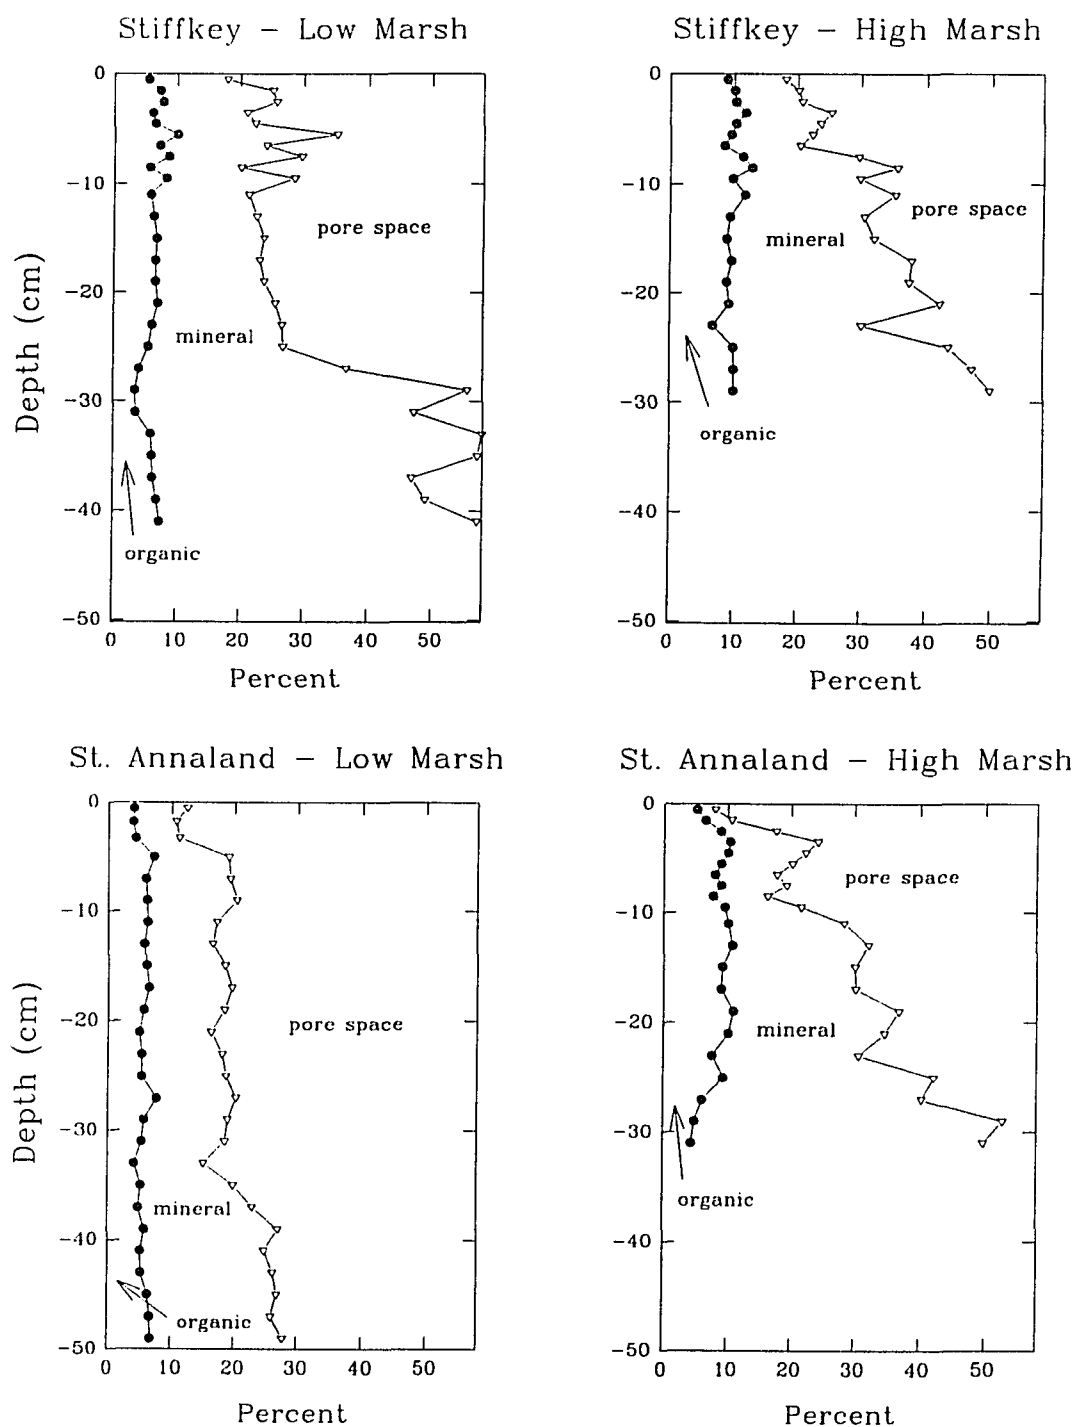 Stiffkey – Low Marsh
0
-10
-20
-30
-40
-50
Depth (cm)
pore space
mineral
organic
0 10 20 30 40 50
Percent
Stiffkey – High Marsh
0
-10
-20
-30
-40
-50
pore space
mineral
organic
0 10 20 30 40 50
Percent
St. Annaland – Low Marsh
0
-10
-20
-30
-40
-50
Depth (cm)
pore space
mineral
organic
0 10 20 30 40 50
Percent
St. Annaland – High Marsh
0
-10
-20
-30
-40
-50
pore space
mineral
organic
0 10 20 30 40 50
Percent